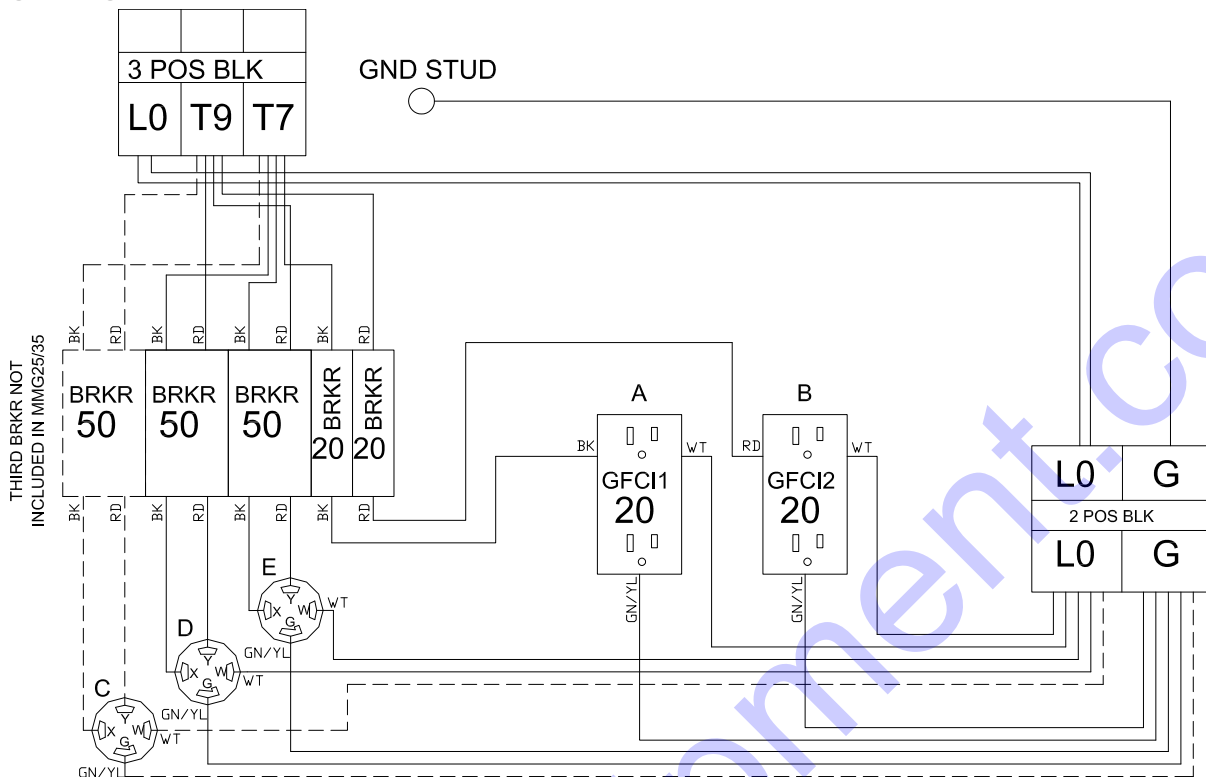 3 POS BLK
GND STUD
L0 T9 T7
THIRD BRKR NOT
INCLUDED IN MMG25/35
BK RD BK RD BK RD BK RD
BRKR 50
BRKR 50
BRKR 50
BRKR 20
BRKR 20
BK RD BK RD BK RD BK RD
A
BK
WT
GFCI1
20
GN/YL
B
RD
WT
GFCI2
20
GN/YL
L0 G
2 POS BLK
L0 G
E
Y
X W
G
WT
GN/YL
D
Y
X W
G
WT
GN/YL
C
Y
X W
G
WT
GN/YL
opment.co